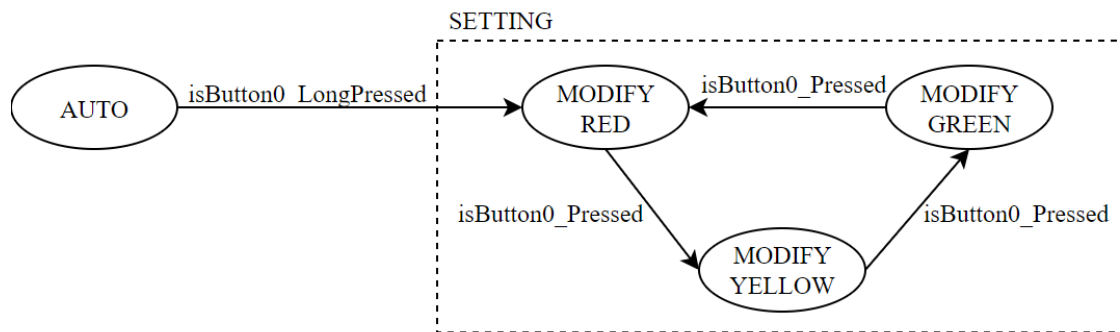 SETTING
AUTO
isButton0_LongPressed
MODIFY
RED
isButton0_Pressed
MODIFY
GREEN
isButton0_Pressed
isButton0_Pressed
MODIFY
YELLOW